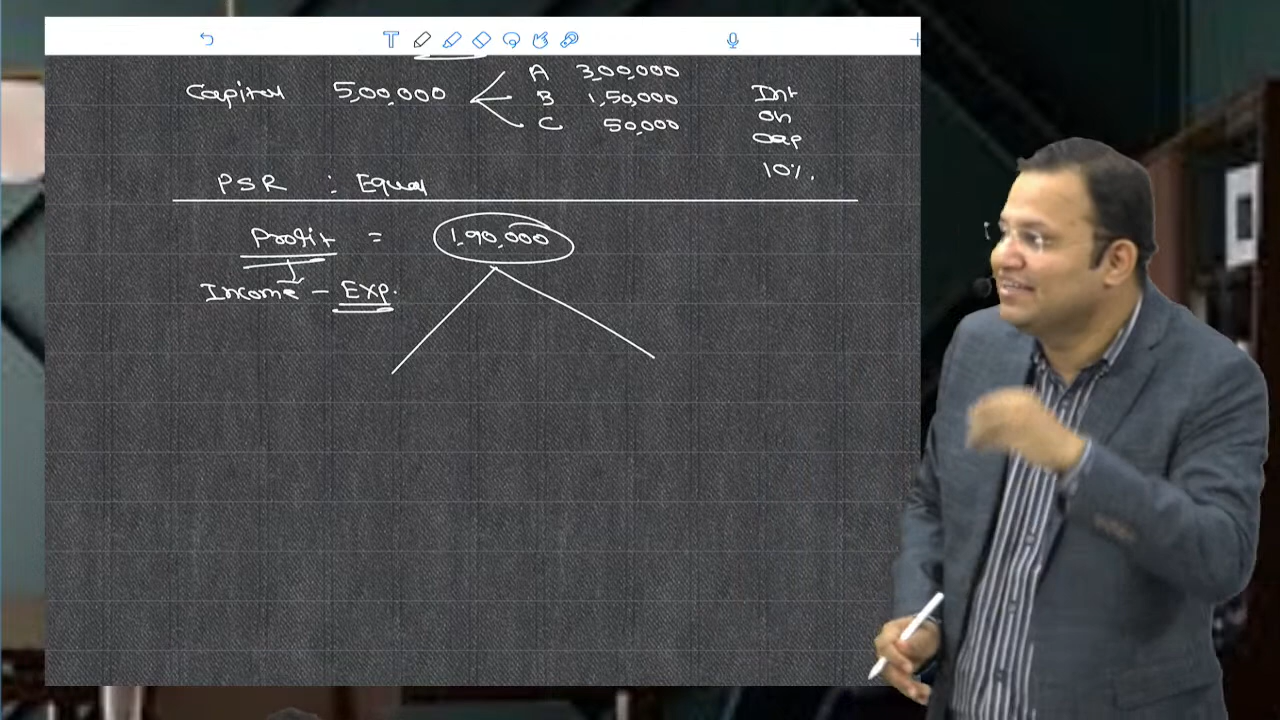 Capital 5,00,000 A 3,00,000
B 1,50,000
C 50,000
Int
on
Cap
10%.
PSR : Equal
Profit = 1,90,000
Income - Exp.